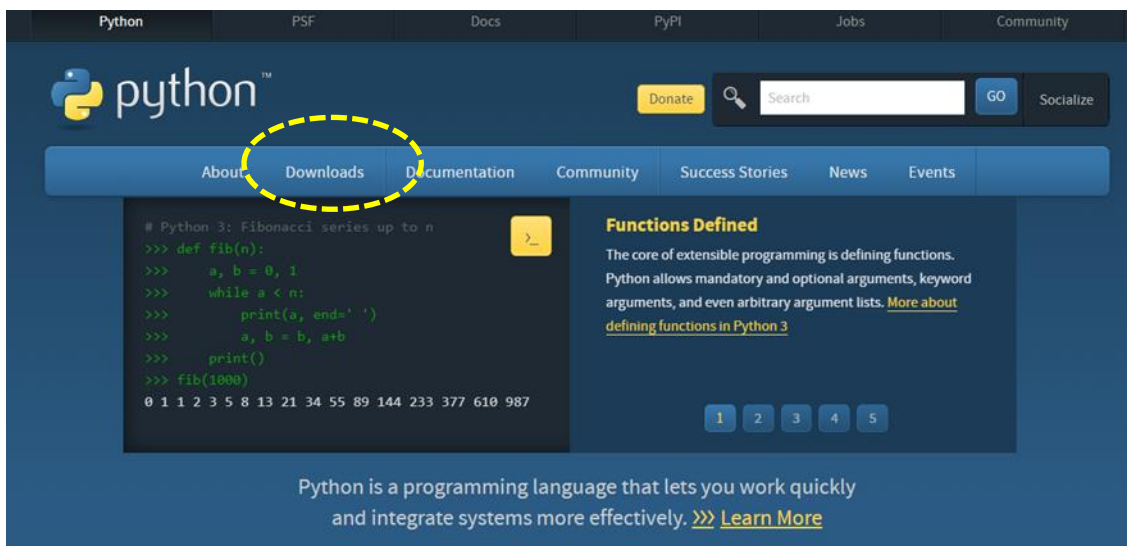 Python PSF Docs PyPI Jobs Community
python™
Donate Search GO Socialize
About Downloads Documentation Community Success Stories News Events
# Python 3: Fibonacci series up to n
>>> def fib(n):
>>>     a, b = 0, 1
>>>     while a < n:
>>>         print(a, end=' ')
>>>         a, b = b, a+b
>>>     print()
>>> fib(1000)
0 1 1 2 3 5 8 13 21 34 55 89 144 233 377 610 987
>_
Functions Defined
The core of extensible programming is defining functions.
Python allows mandatory and optional arguments, keyword
arguments, and even arbitrary argument lists. More about
defining functions in Python 3
1 2 3 4 5
Python is a programming language that lets you work quickly
and integrate systems more effectively. >>> Learn More